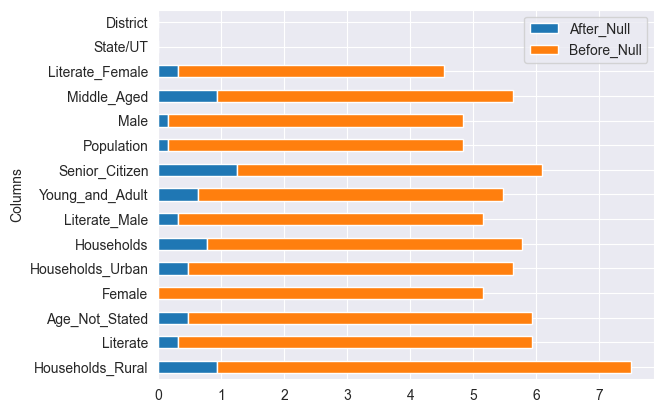 District
State/UT
Literate_Female
Middle_Aged
Male
Population
Senior_Citizen
Young_and_Adult
Literate_Male
Households
Households_Urban
Female
Age_Not_Stated
Literate
Households_Rural
Columns
After_Null
Before_Null
0 1 2 3 4 5 6 7